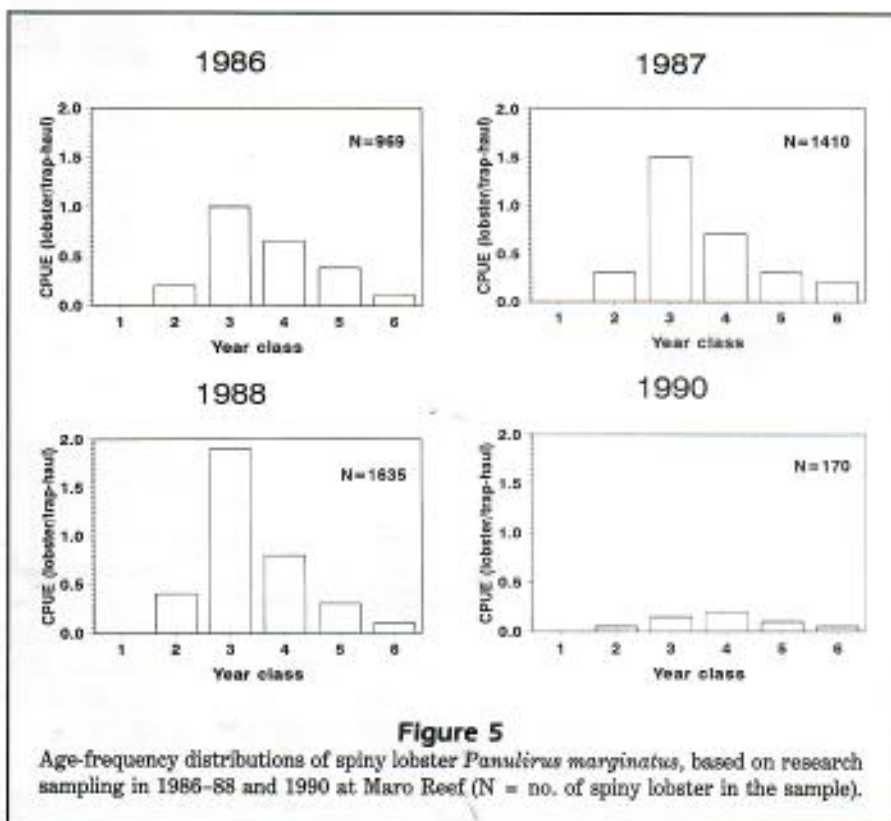 1986
2.0
1.5
1.0
0.5
0.0
CPUE (lobster/trap-haul)
N=969
1 2 3 4 5 6
Year class
1987
2.0
1.5
1.0
0.5
0.0
CPUE (lobster/trap-haul)
N=1410
1 2 3 4 5 6
Year class
1988
2.0
1.5
1.0
0.5
0.0
CPUE (lobster/trap-haul)
N=1635
1 2 3 4 5 6
Year class
1990
2.0
1.5
1.0
0.5
0.0
CPUE (lobster/trap-haul)
N=170
1 2 3 4 5 6
Year class
Figure 5
Age-frequency distributions of spiny lobster Panulirus marginatus, based on research
sampling in 1986–88 and 1990 at Maro Reef (N = no. of spiny lobster in the sample).